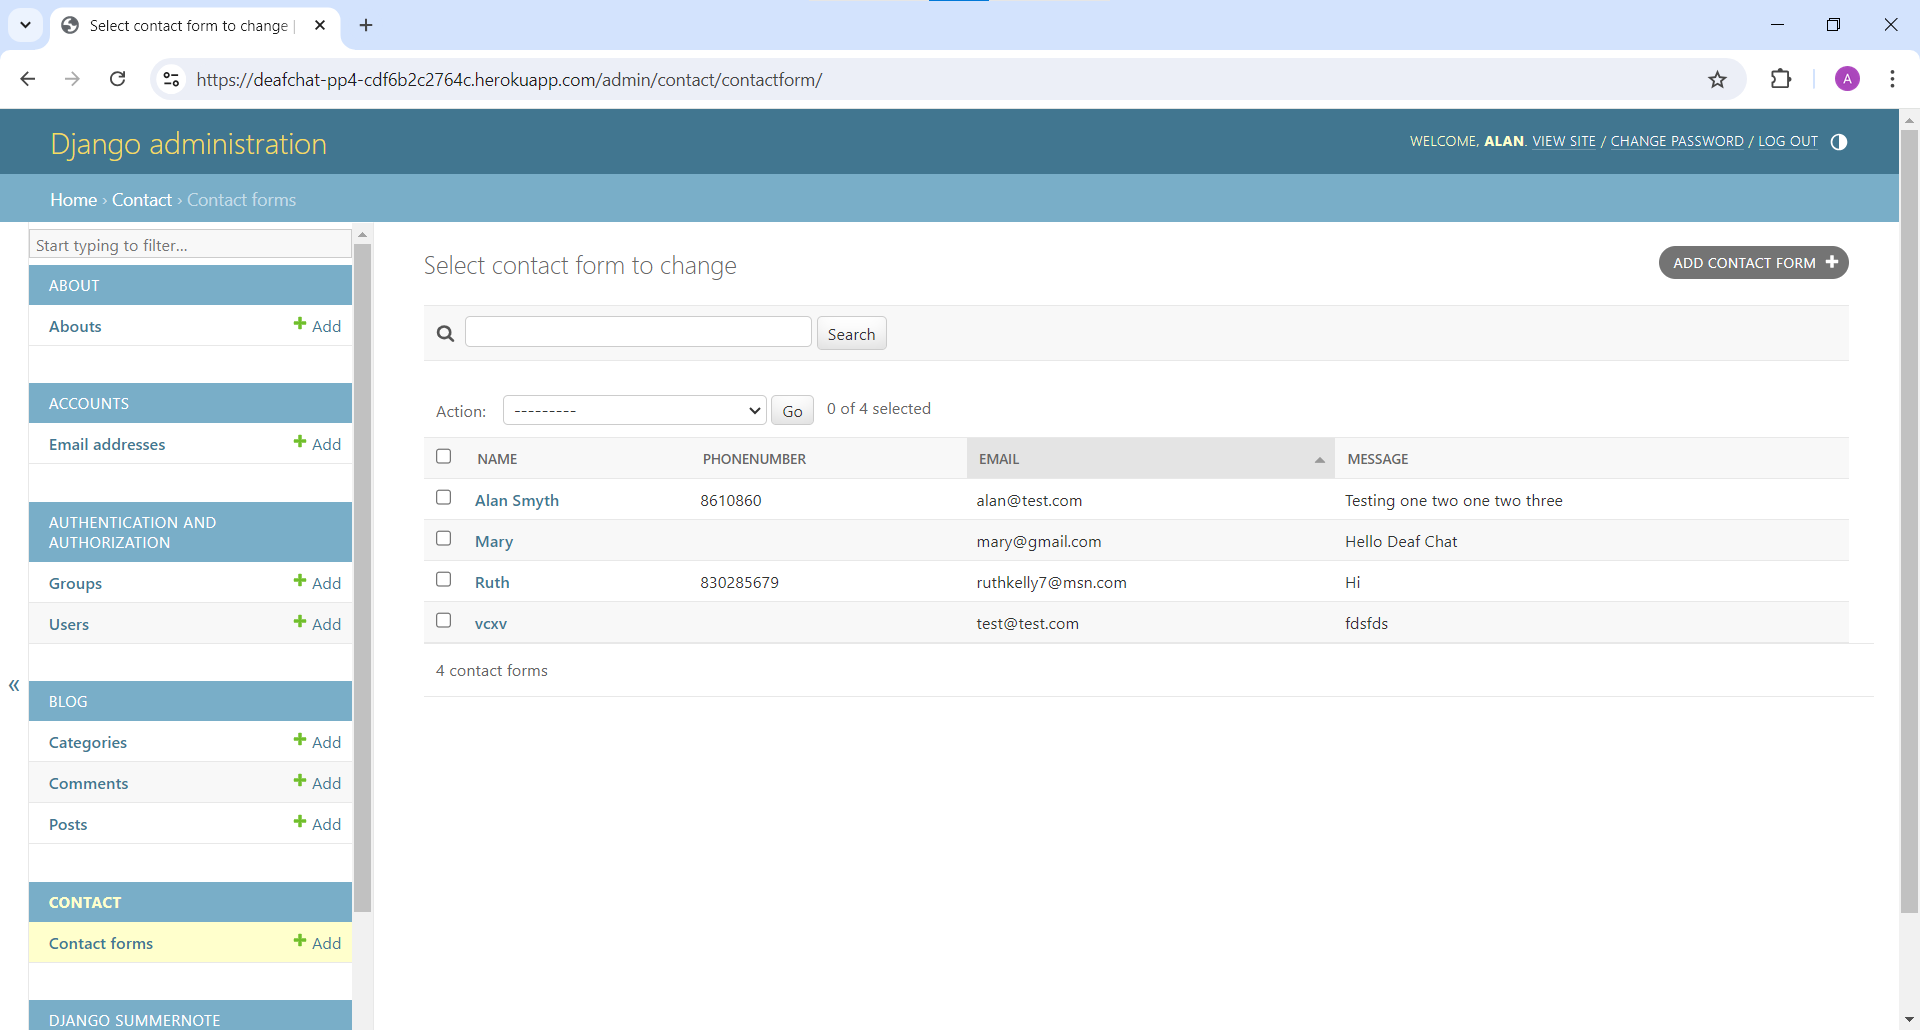 Select contact form to change |
https://deafchat-pp4-cdf6b2c2764c.herokuapp.com/admin/contact/contactform/
A
Django administration
WELCOME, ALAN. VIEW SITE / CHANGE PASSWORD / LOG OUT
Home › Contact › Contact forms
Start typing to filter...
ABOUT
Abouts Add
ACCOUNTS
Email addresses Add
AUTHENTICATION AND
AUTHORIZATION
Groups Add
Users Add
«
BLOG
Categories Add
Comments Add
Posts Add
CONTACT
Contact forms Add
DJANGO SUMMERNOTE
Select contact form to change
ADD CONTACT FORM
Search
Action: --------- Go 0 of 4 selected
NAME PHONENUMBER EMAIL MESSAGE
Alan Smyth 8610860 alan@test.com Testing one two one two three
Mary mary@gmail.com Hello Deaf Chat
Ruth 830285679 ruthkelly7@msn.com Hi
vcxv test@test.com fdsfds
4 contact forms